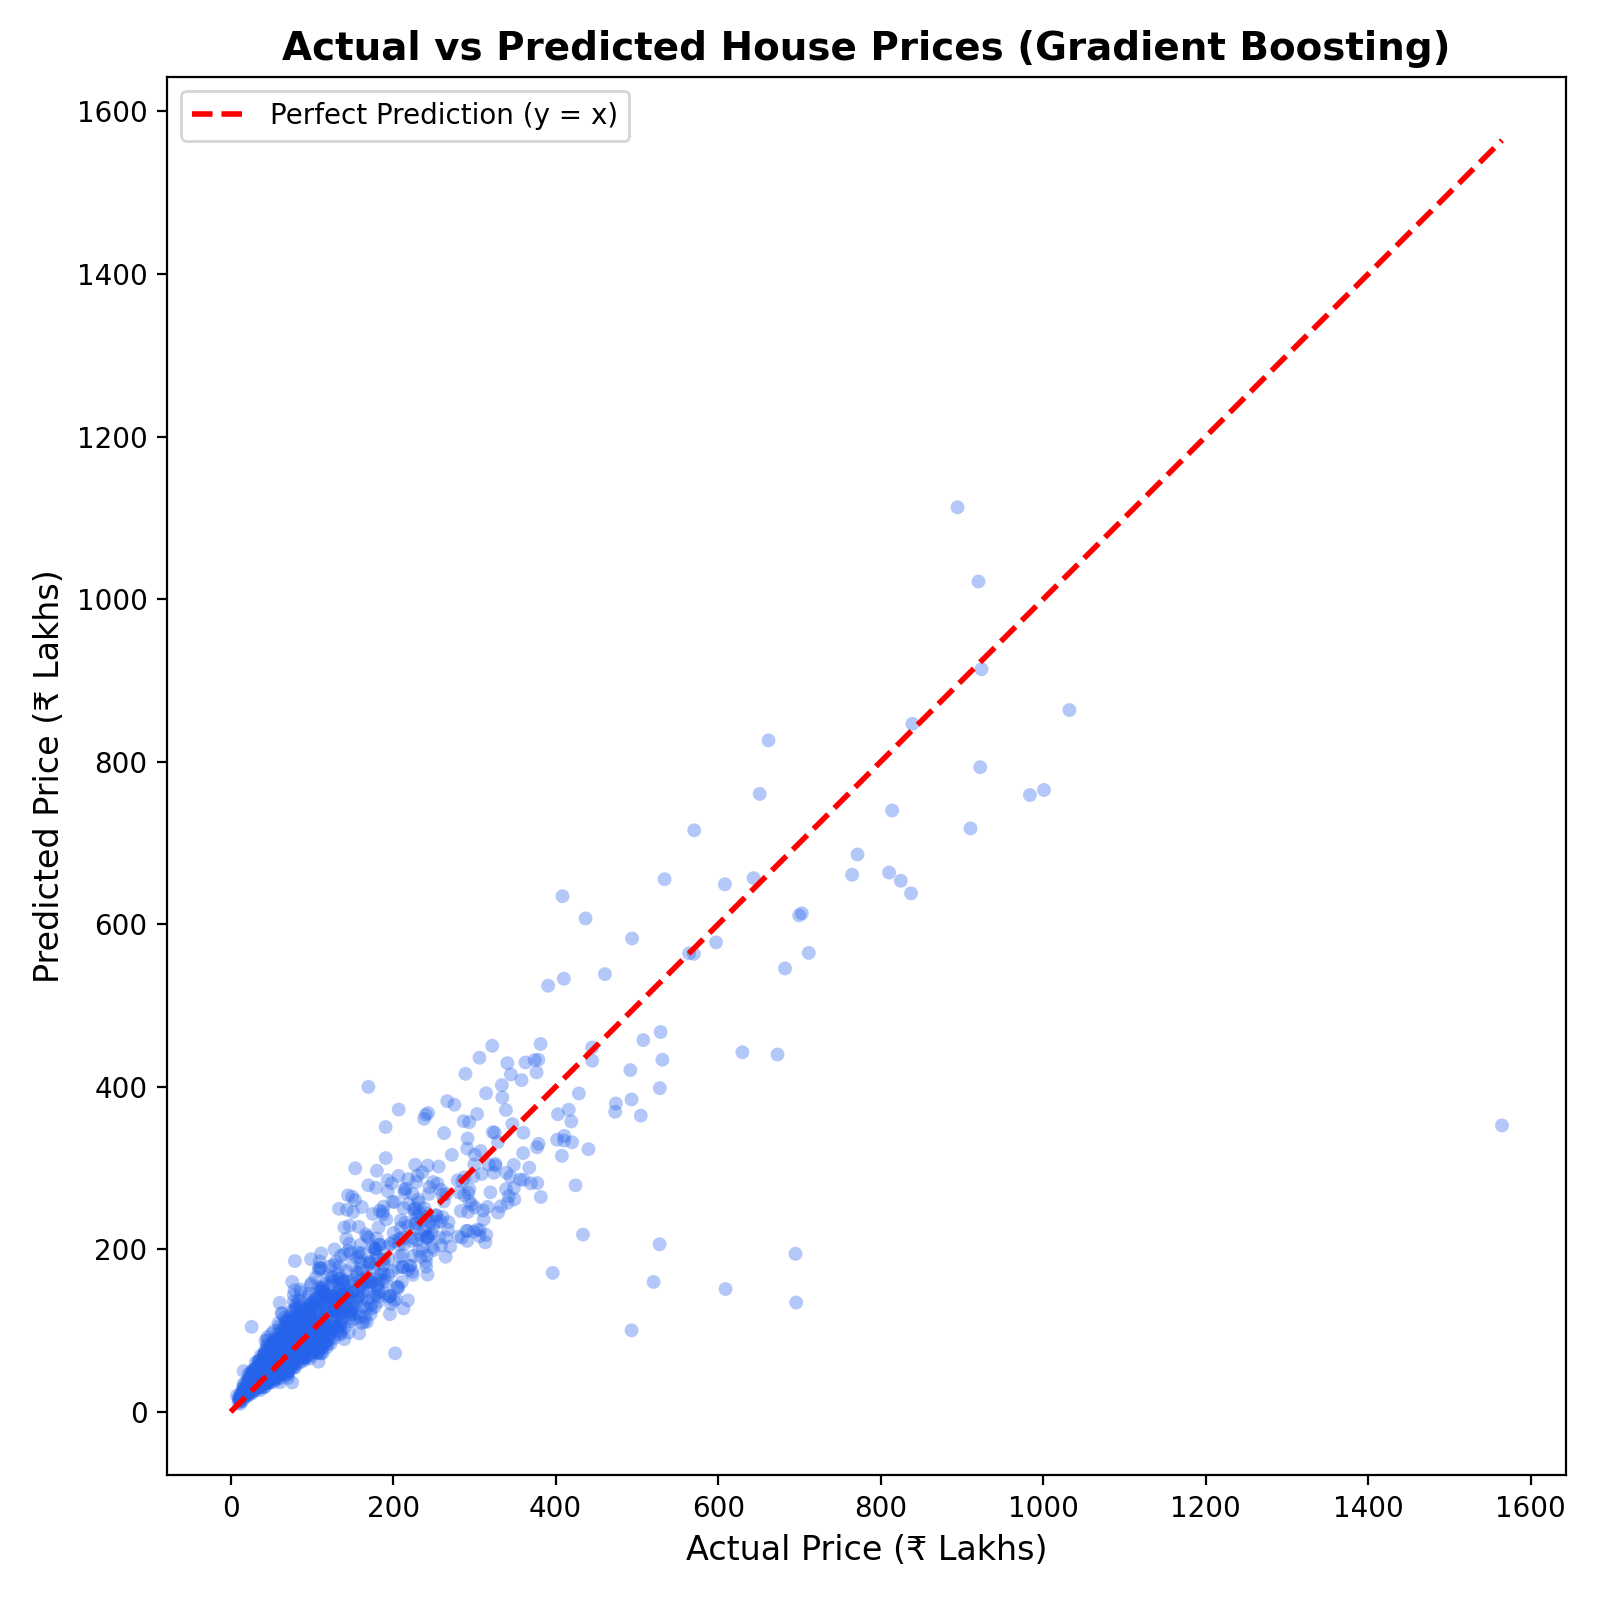 Actual vs Predicted House Prices (Gradient Boosting)
Perfect Prediction (y = x)
1600
1400
1200
1000
800
600
400
200
0
Predicted Price (₹ Lakhs)
0 200 400 600 800 1000 1200 1400 1600
Actual Price (₹ Lakhs)